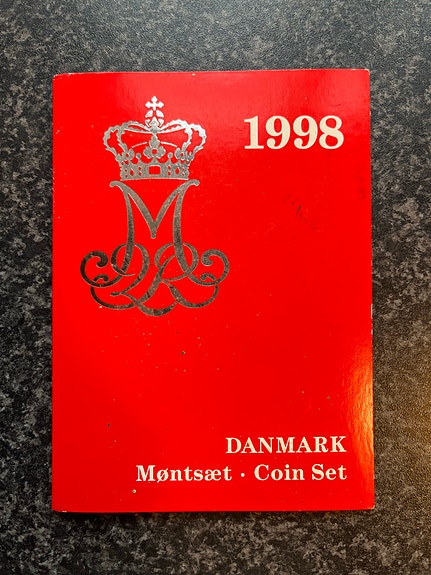 1998
DANMARK
Møntsæt · Coin Set